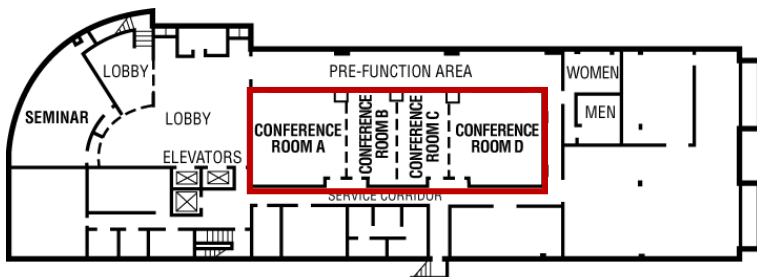 LOBBY
PRE-FUNCTION AREA
WOMEN
MEN
SEMINAR
LOBBY
ELEVATORS
CONFERENCE
ROOM A
CONFERENCE
ROOM B
CONFERENCE
ROOM C
CONFERENCE
ROOM D
SERVICE CORRIDOR